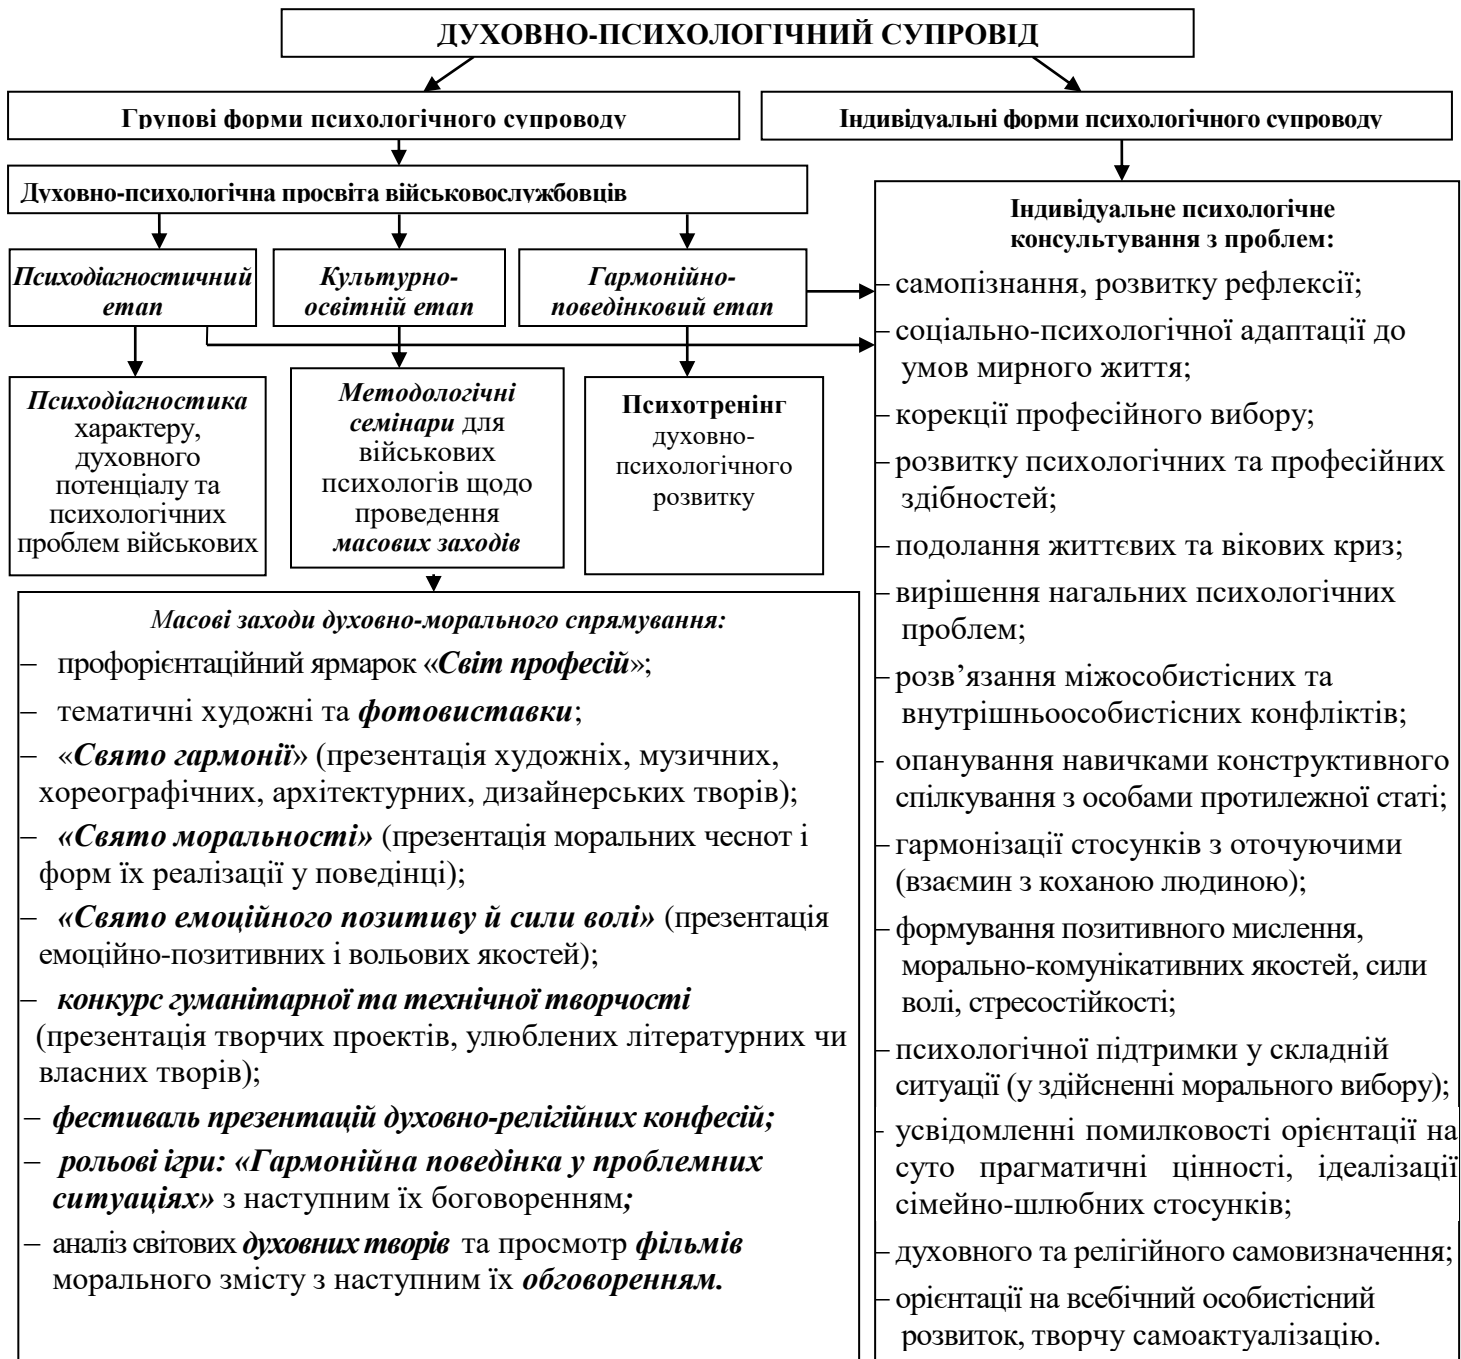 ДУХОВНО-ПСИХОЛОГІЧНИЙ СУПРОВІД
Групові форми психологічного супроводу
Індивідуальні форми психологічного супроводу
Духовно-психологічна просвіта військовослужбовців
Психодіагностичний
етап
Культурно-
освітній етап
Гармонійно-
поведінковий етап
Психодіагностика
характеру,
духовного
потенціалу та
психологічних
проблем військових
Методологічні
семінари для
військових
психологів щодо
проведення
масових заходів
Психотренінг
духовно-
психологічного
розвитку
Масові заходи духовно-морального спрямування:
– профорієнтаційний ярмарок «Світ професій»;
– тематичні художні та фотовиставки;
– «Свято гармонії» (презентація художніх, музичних,
хореографічних, архітектурних, дизайнерських творів);
– «Свято моральності» (презентація моральних чеснот і
форм їх реалізації у поведінці);
– «Свято емоційного позитиву й сили волі» (презентація
емоційно-позитивних і вольових якостей);
– конкурс гуманітарної та технічної творчості
(презентація творчих проектів, улюблених літературних чи
власних творів);
– фестиваль презентацій духовно-релігійних конфесій;
– рольові ігри: «Гармонійна поведінка у проблемних
ситуаціях» з наступним їх боговоренням;
– аналіз світових духовних творів та просмотр фільмів
морального змісту з наступним їх обговоренням.
Індивідуальне психологічне
консультування з проблем:
– самопізнання, розвитку рефлексії;
– соціально-психологічної адаптації до
умов мирного життя;
– корекції професійного вибору;
– розвитку психологічних та професійних
здібностей;
– подолання життєвих та вікових криз;
– вирішення нагальних психологічних
проблем;
– розв’язання міжособистісних та
внутрішньоособистісних конфліктів;
- опанування навичками конструктивного
спілкування з особами протилежної статі;
– гармонізації стосунків з оточуючими
(взаємин з коханою людиною);
– формування позитивного мислення,
морально-комунікативних якостей, сили
волі, стресостійкості;
– психологічної підтримки у складній
ситуації (у здійсненні морального вибору);
- усвідомленні помилковості орієнтації на
суто прагматичні цінності, ідеалізації
сімейно-шлюбних стосунків;
– духовного та релігійного самовизначення;
– орієнтації на всебічний особистісний
розвиток, творчу самоактуалізацію.